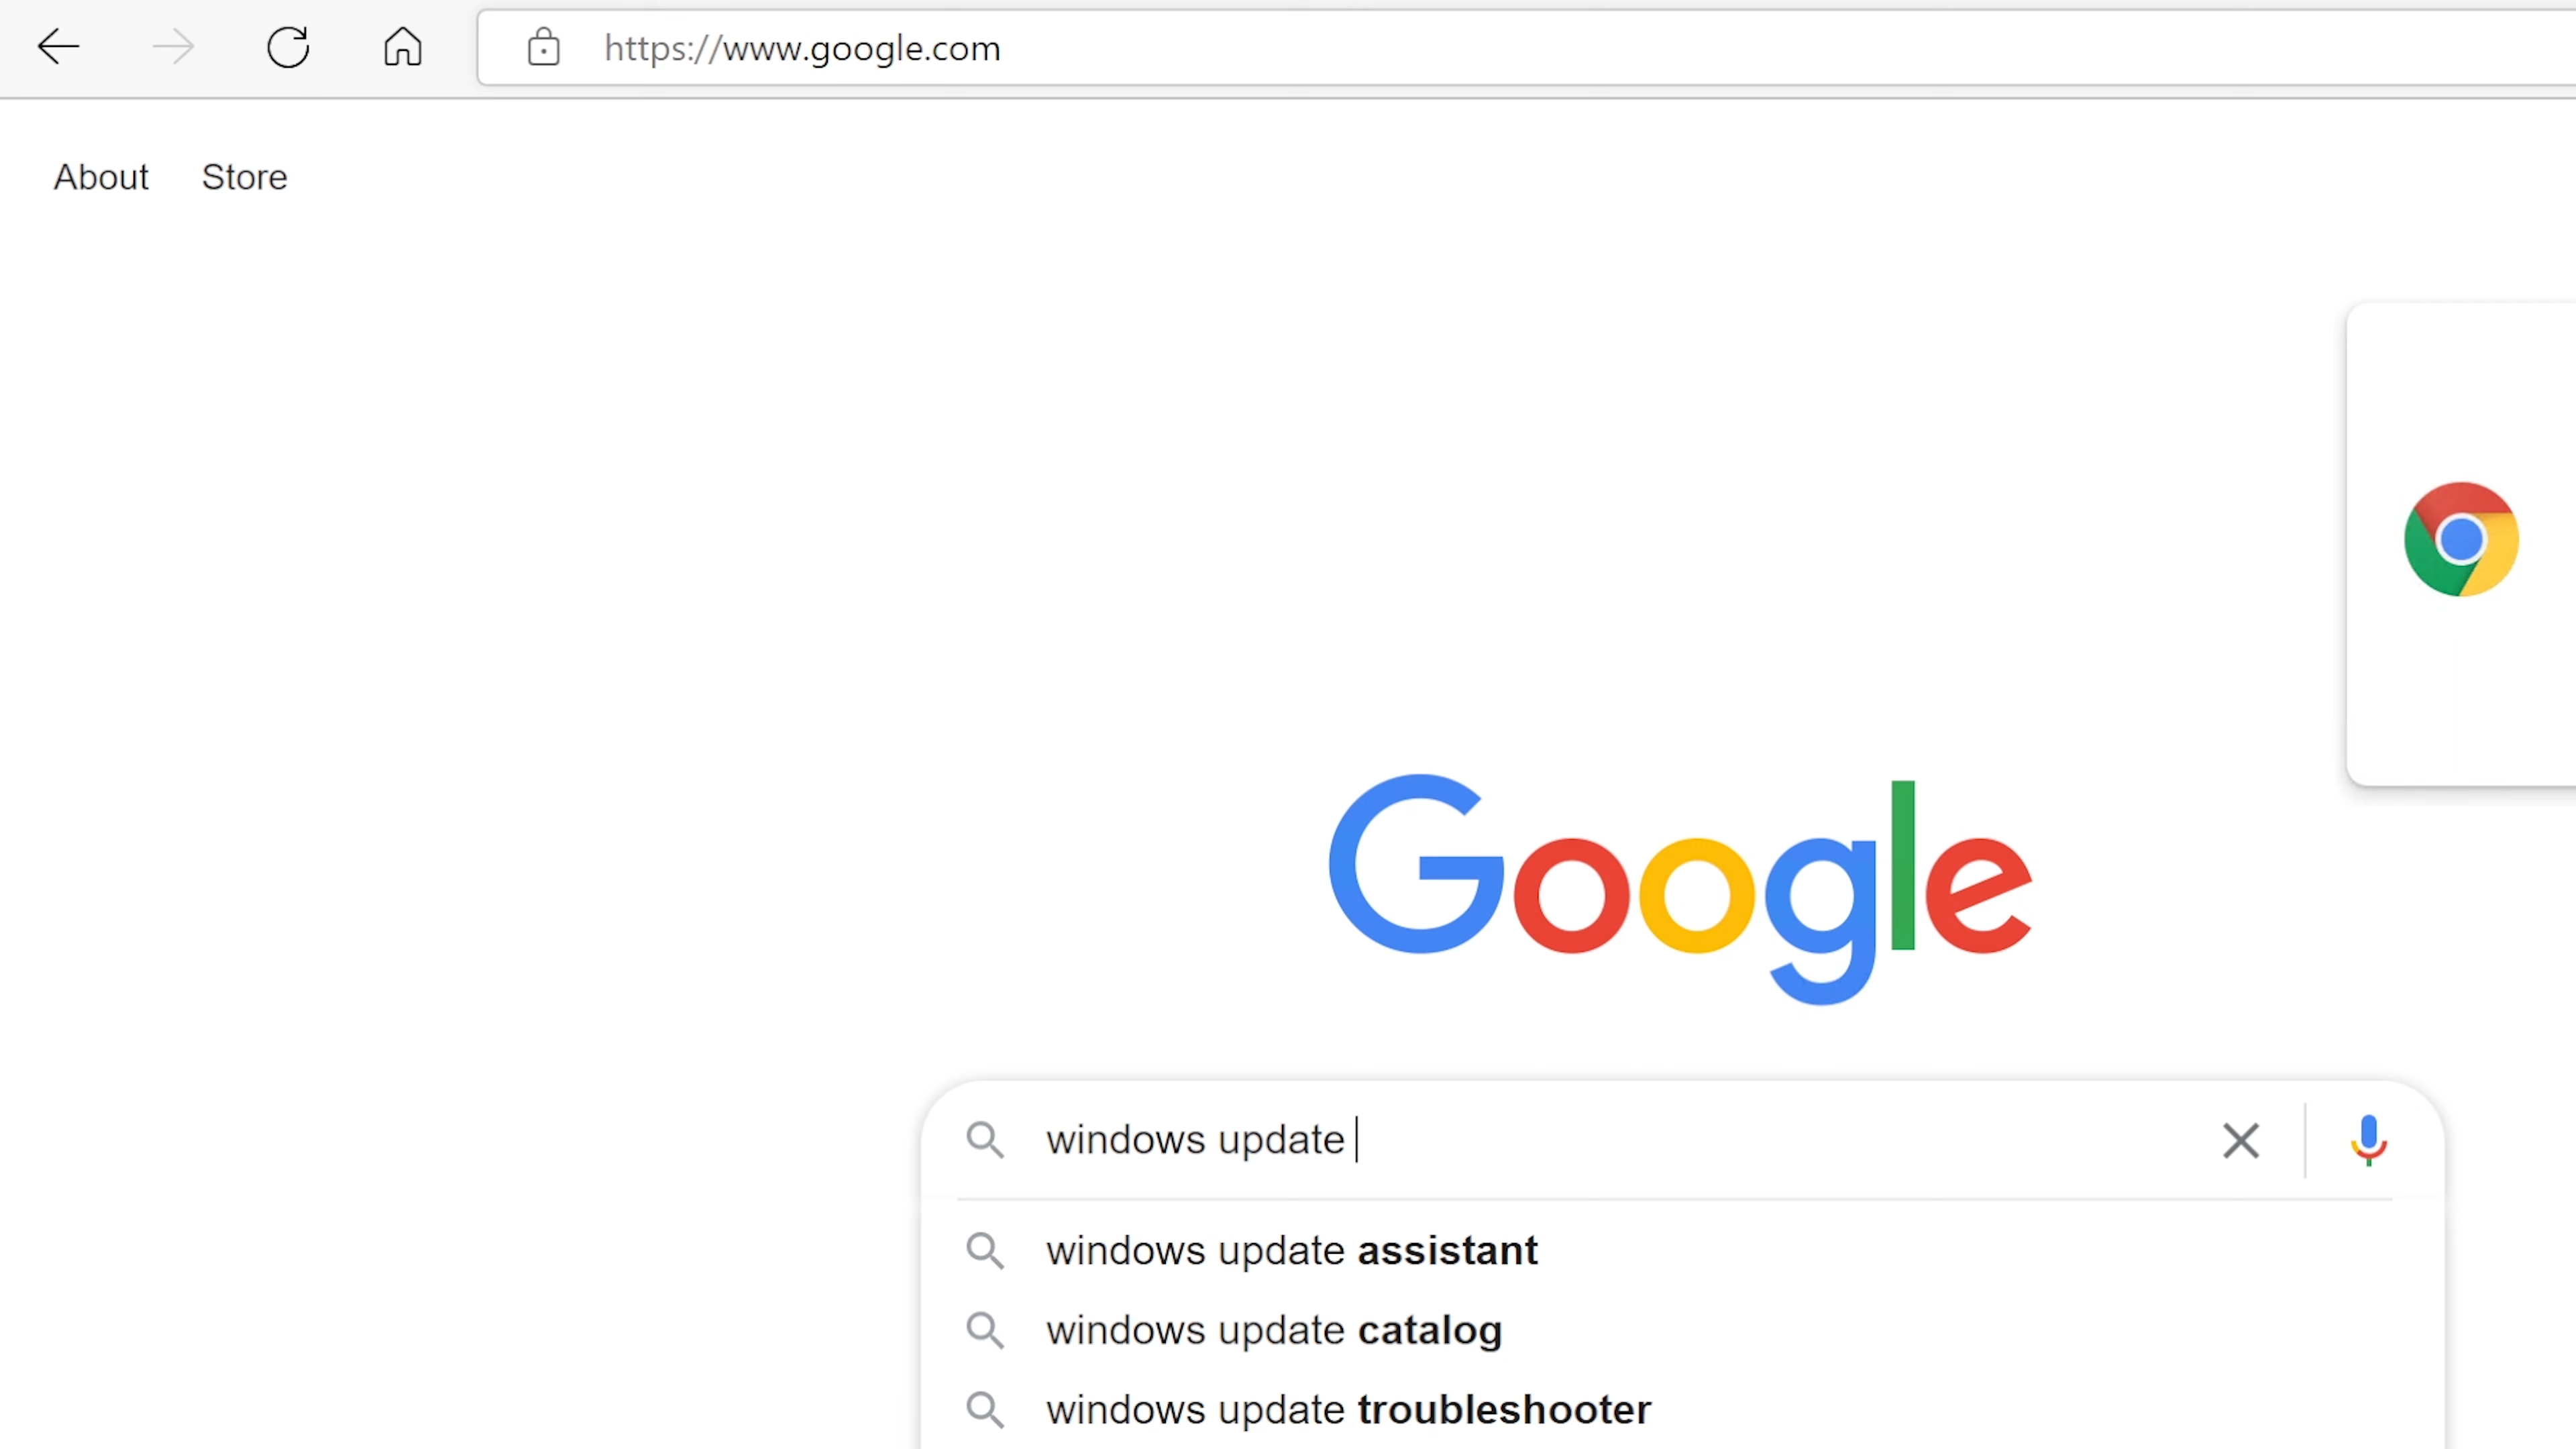 https://www.google.com
About Store
Google
windows update
windows update assistant
windows update catalog
windows update troubleshooter